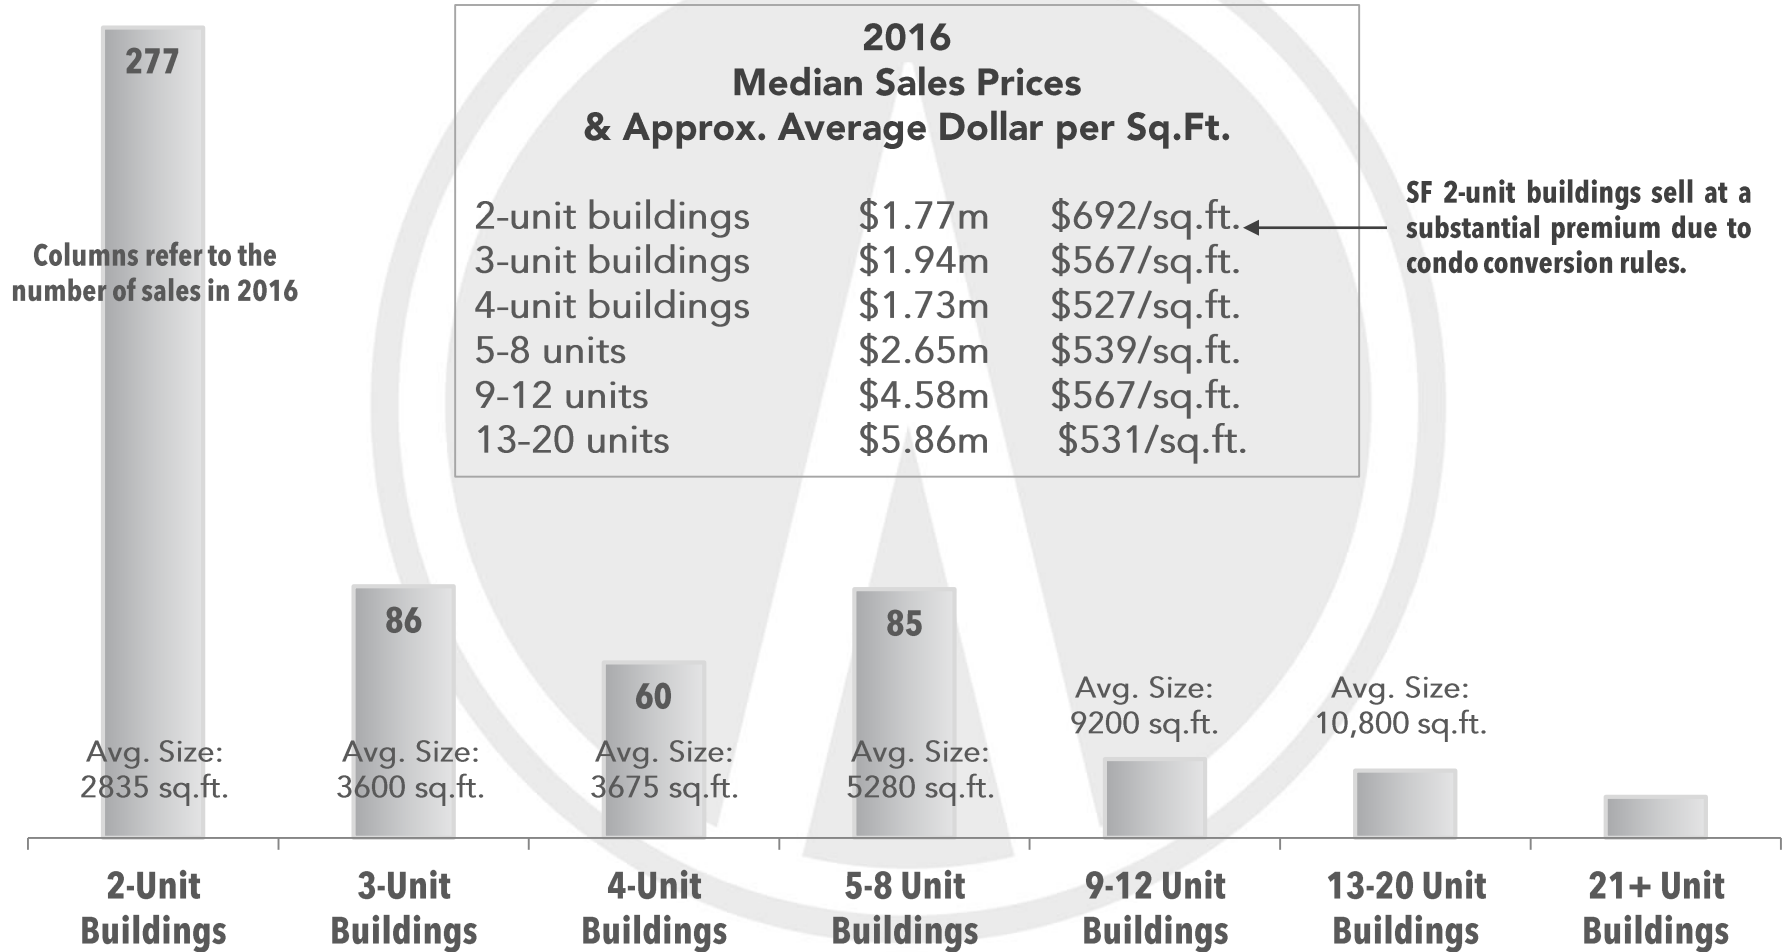 277
2016
Median Sales Prices
& Approx. Average Dollar per Sq.Ft.
2-unit buildings $1.77m $692/sq.ft.
3-unit buildings $1.94m $567/sq.ft.
4-unit buildings $1.73m $527/sq.ft.
5-8 units $2.65m $539/sq.ft.
9-12 units $4.58m $567/sq.ft.
13-20 units $5.86m $531/sq.ft.
SF 2-unit buildings sell at a
substantial premium due to
condo conversion rules.
Columns refer to the
number of sales in 2016
86
60
85
Avg. Size:
2835 sq.ft.
Avg. Size:
3600 sq.ft.
Avg. Size:
3675 sq.ft.
Avg. Size:
5280 sq.ft.
Avg. Size:
9200 sq.ft.
Avg. Size:
10,800 sq.ft.
2-Unit
Buildings
3-Unit
Buildings
4-Unit
Buildings
5-8 Unit
Buildings
9-12 Unit
Buildings
13-20 Unit
Buildings
21+ Unit
Buildings